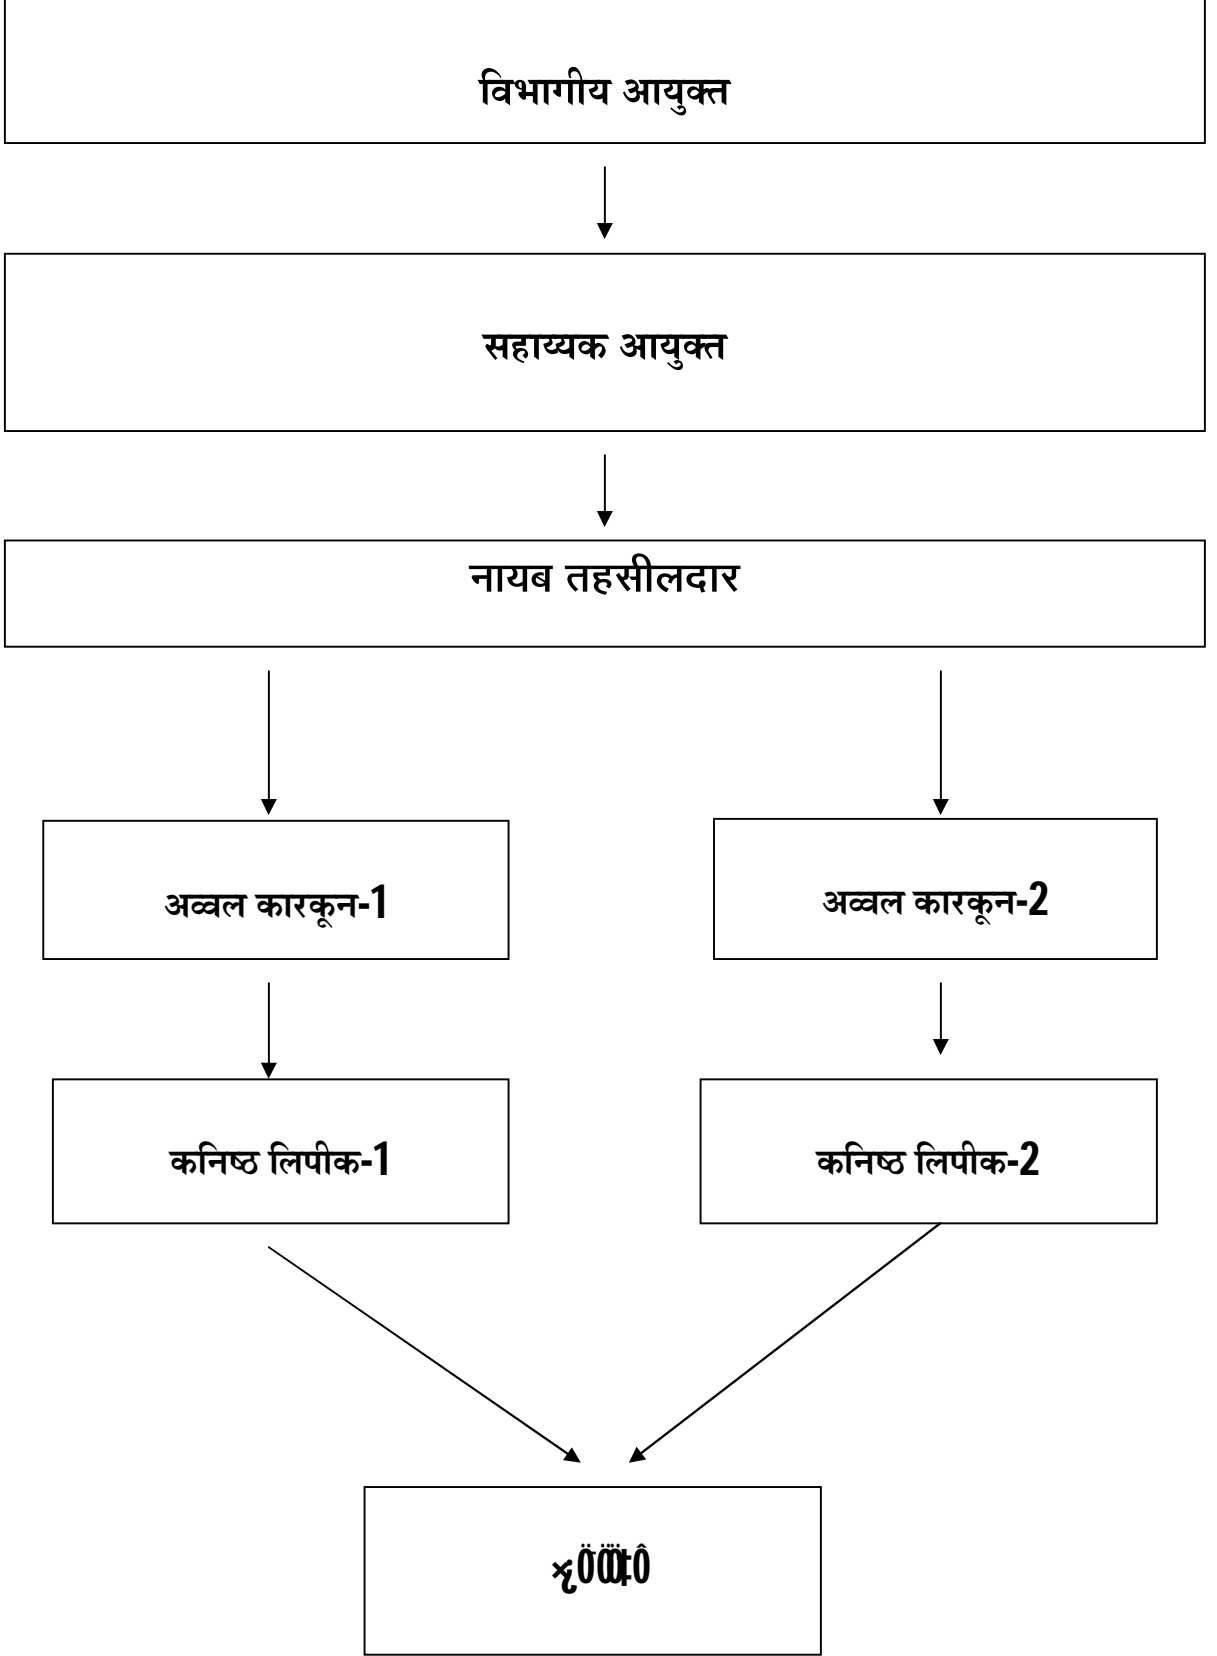 विभागीय आयुक्त
सहाय्यक आयुक्त
नायब तहसीलदार
अव्वल कारकून-1
अव्वल कारकून-2
कनिष्ठ लिपीक-1
कनिष्ठ लिपीक-2